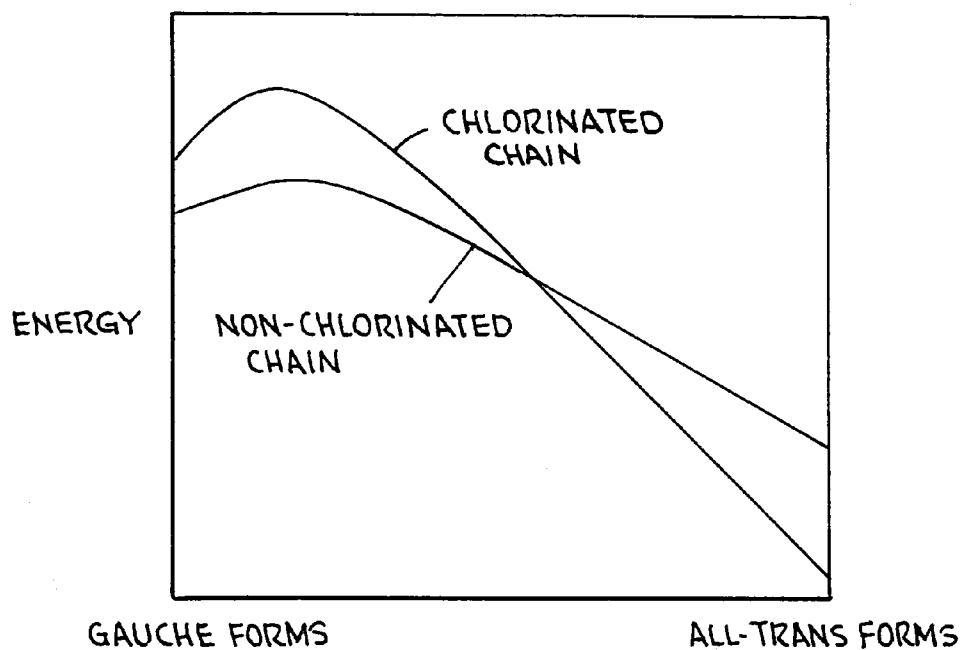 CHLORINATED
CHAIN
ENERGY
NON-CHLORINATED
CHAIN
GAUCHE FORMS
ALL-TRANS FORMS